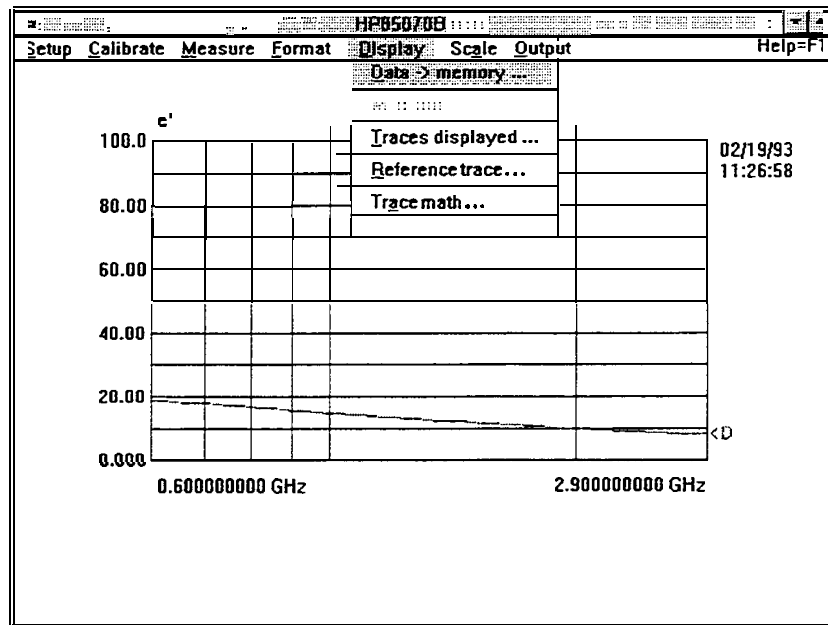 HP85070B
Setup Calibrate Measure Format Display Scale Output Help=F1
Data -> memory ...
Traces displayed ...
Reference trace...
Trace math...
e'
100.0
80.00
60.00
40.00
20.00
0.000
<D
0.600000000 GHz 2.900000000 GHz
02/19/93
11:26:58